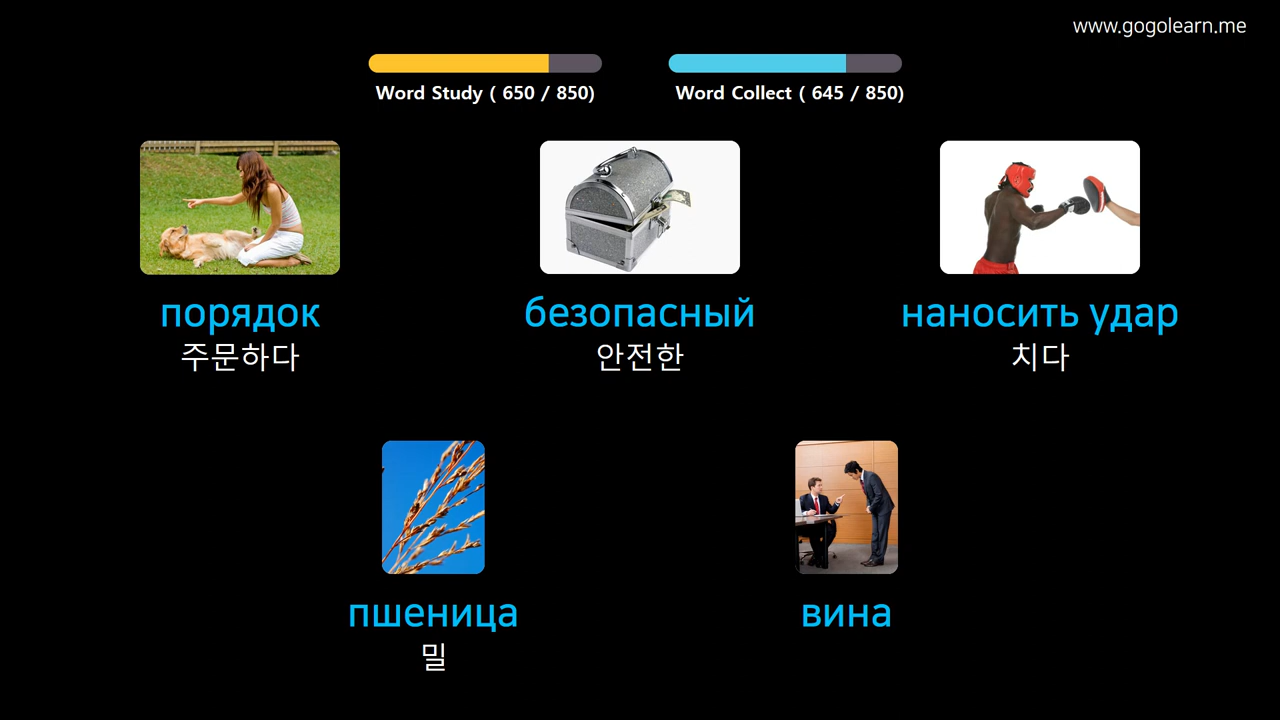 www.gogolearn.me
Word Study ( 650 / 850)
Word Collect ( 645 / 850)
порядок
주문하다
безопасный
안전한
наносить удар
치다
пшеница
밀
вина